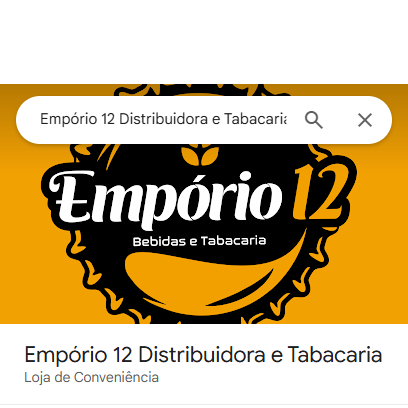 Empório 12 Distribuidora e Tabacaria
Empório 12
Bebidas e Tabacaria
Empório 12 Distribuidora e Tabacaria
Loja de Conveniência